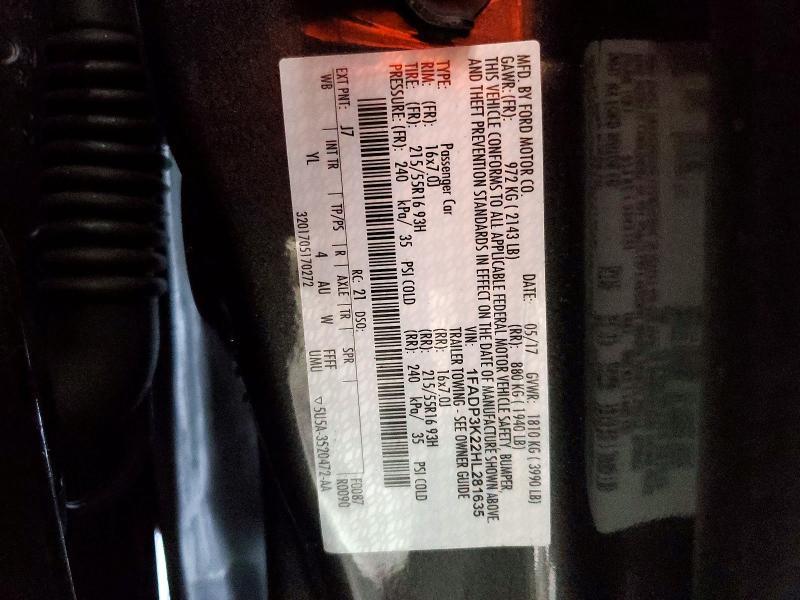 MFD. BY FORD MOTOR CO.
DATE: 05/17 GVWR: 1810 KG ( 3990 LB)
GAWR: (FR): 972 KG ( 2143 LB) (RR): 880 KG ( 1940 LB)
THIS VEHICLE CONFORMS TO ALL APPLICABLE FEDERAL MOTOR VEHICLE SAFETY, BUMPER
AND THEFT PREVENTION STANDARDS IN EFFECT ON THE DATE OF MANUFACTURE SHOWN ABOVE.
VIN: 1FADP3K22HL281635
TYPE: Passenger Car TRAILER TOWING - SEE OWNER GUIDE
RIM: (FR): 16x7.0J (RR): 16x7.0J
TIRE: (FR): 215/55R16 93H (RR): 215/55R16 93H
PRESSURE: (FR): 240 kPa/ 35 PSI COLD (RR): 240 kPa/ 35 PSI COLD
RC: 21 DSO: F0087
EXT PNT: J7 R0090
INT TR TP/PS R AXLE TR SPR
WB YL 4 AU W FFFF
UMU ▽5U5A-3520472-AA
3201705170272